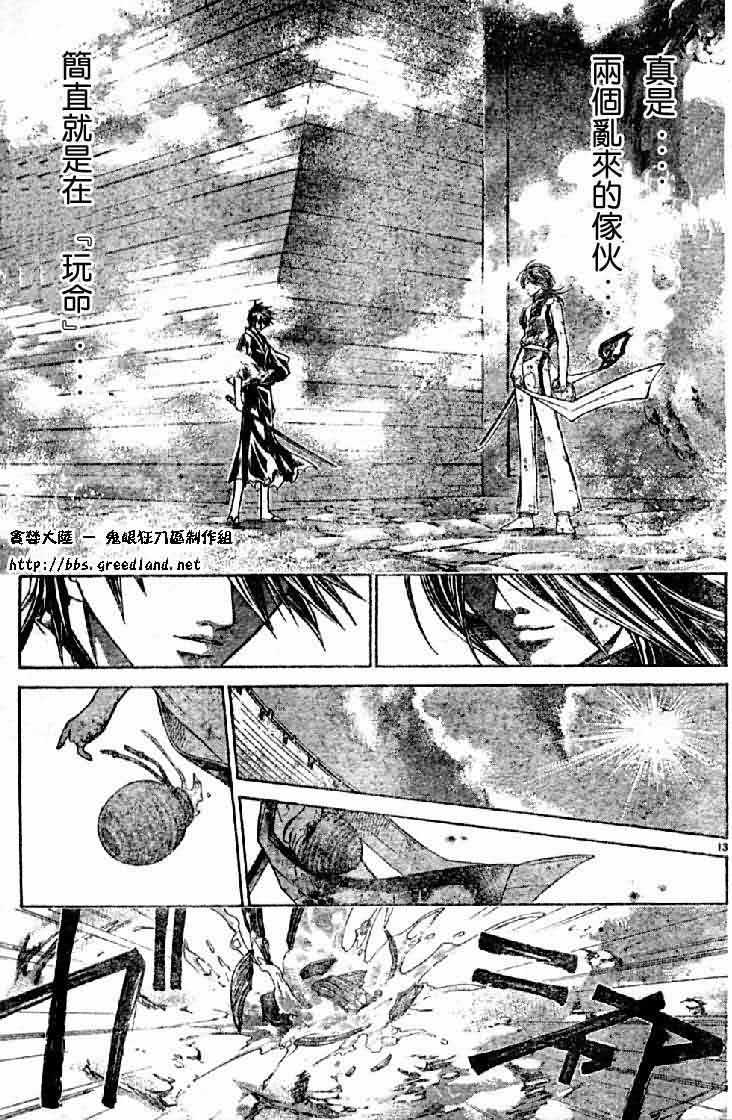 真是‥‥‥
兩個亂來的傢伙‥‥
簡直就是在『玩命』‥‥‥
貪婪大陸 — 鬼眼狂刀區制作組
http://bbs.greedland.net
13